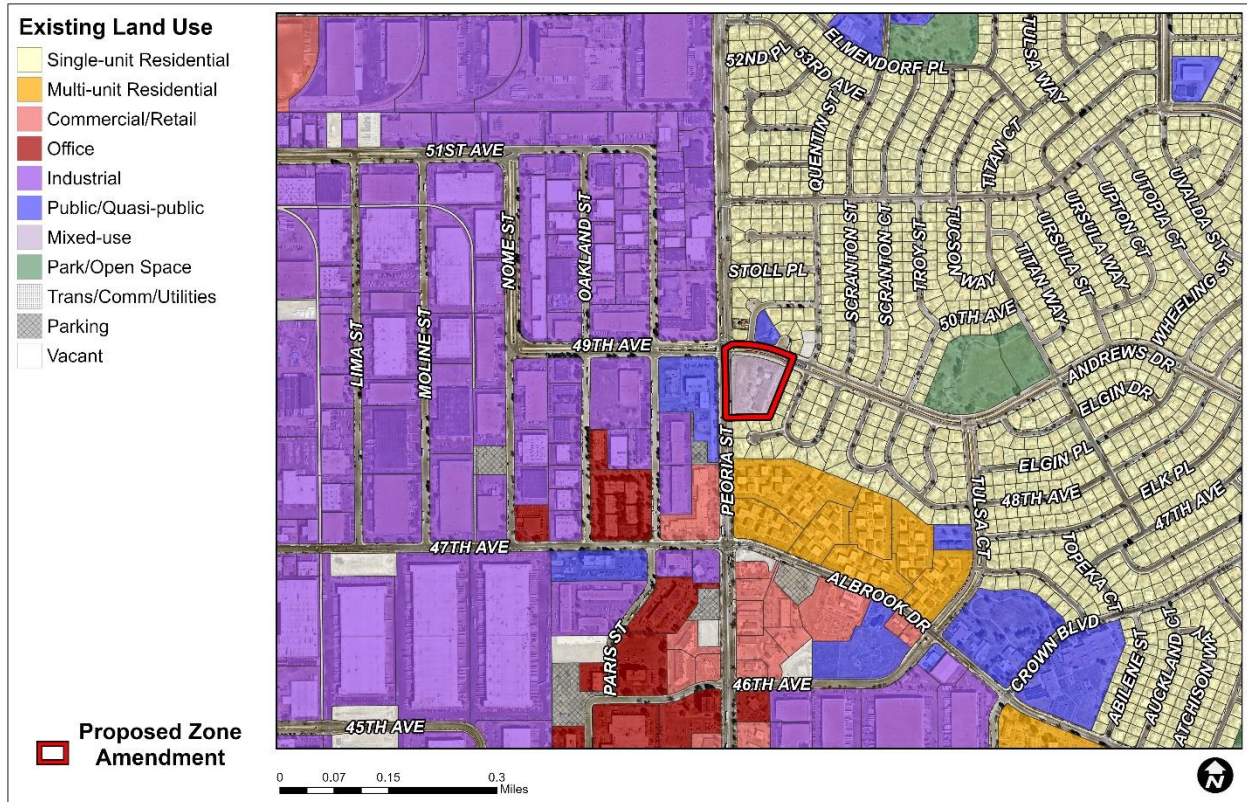 Existing Land Use
Single-unit Residential
Multi-unit Residential
Commercial/Retail
Office
Industrial
Public/Quasi-public
Mixed-use
Park/Open Space
Trans/Comm/Utilities
Parking
Vacant
Proposed Zone
Amendment
0 0.07 0.15 0.3
Miles
N
52ND PL
53RD AVE
ELMENDORF PL
TULSA WAY
QUENTIN ST
TITAN CT
51ST AVE
UVALDA ST
UTOPIA CT
UPTON CT
URSULA WAY
URSULA ST
TITAN WAY
WHEELING ST
LIMA ST
MOLINE ST
NOME ST
OAKLAND ST
STOLL PL
SCRANTON ST
SCRANTON CT
TROY ST
TUCSON
WAY
50TH AVE
49TH AVE
ANDREWS DR
ELGIN DR
ELGIN PL
ELK PL
48TH AVE
47TH AVE
PEORIA ST
TULSA CT
47TH AVE
ALBROOK DR
TOPEKA CT
CROWN BLVD
PARIS ST
46TH AVE
45TH AVE
ABILENE ST
AUCKLAND CT
ATCHISON WAY